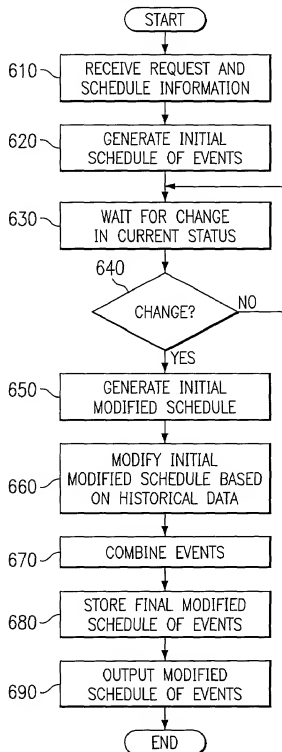 START
610
RECEIVE REQUEST AND
SCHEDULE INFORMATION
620
GENERATE INITIAL
SCHEDULE OF EVENTS
630
WAIT FOR CHANGE
IN CURRENT STATUS
640
CHANGE?
NO
YES
650
GENERATE INITIAL
MODIFIED SCHEDULE
660
MODIFY INITIAL
MODIFIED SCHEDULE BASED
ON HISTORICAL DATA
670
COMBINE EVENTS
680
STORE FINAL MODIFIED
SCHEDULE OF EVENTS
690
OUTPUT MODIFIED
SCHEDULE OF EVENTS
END